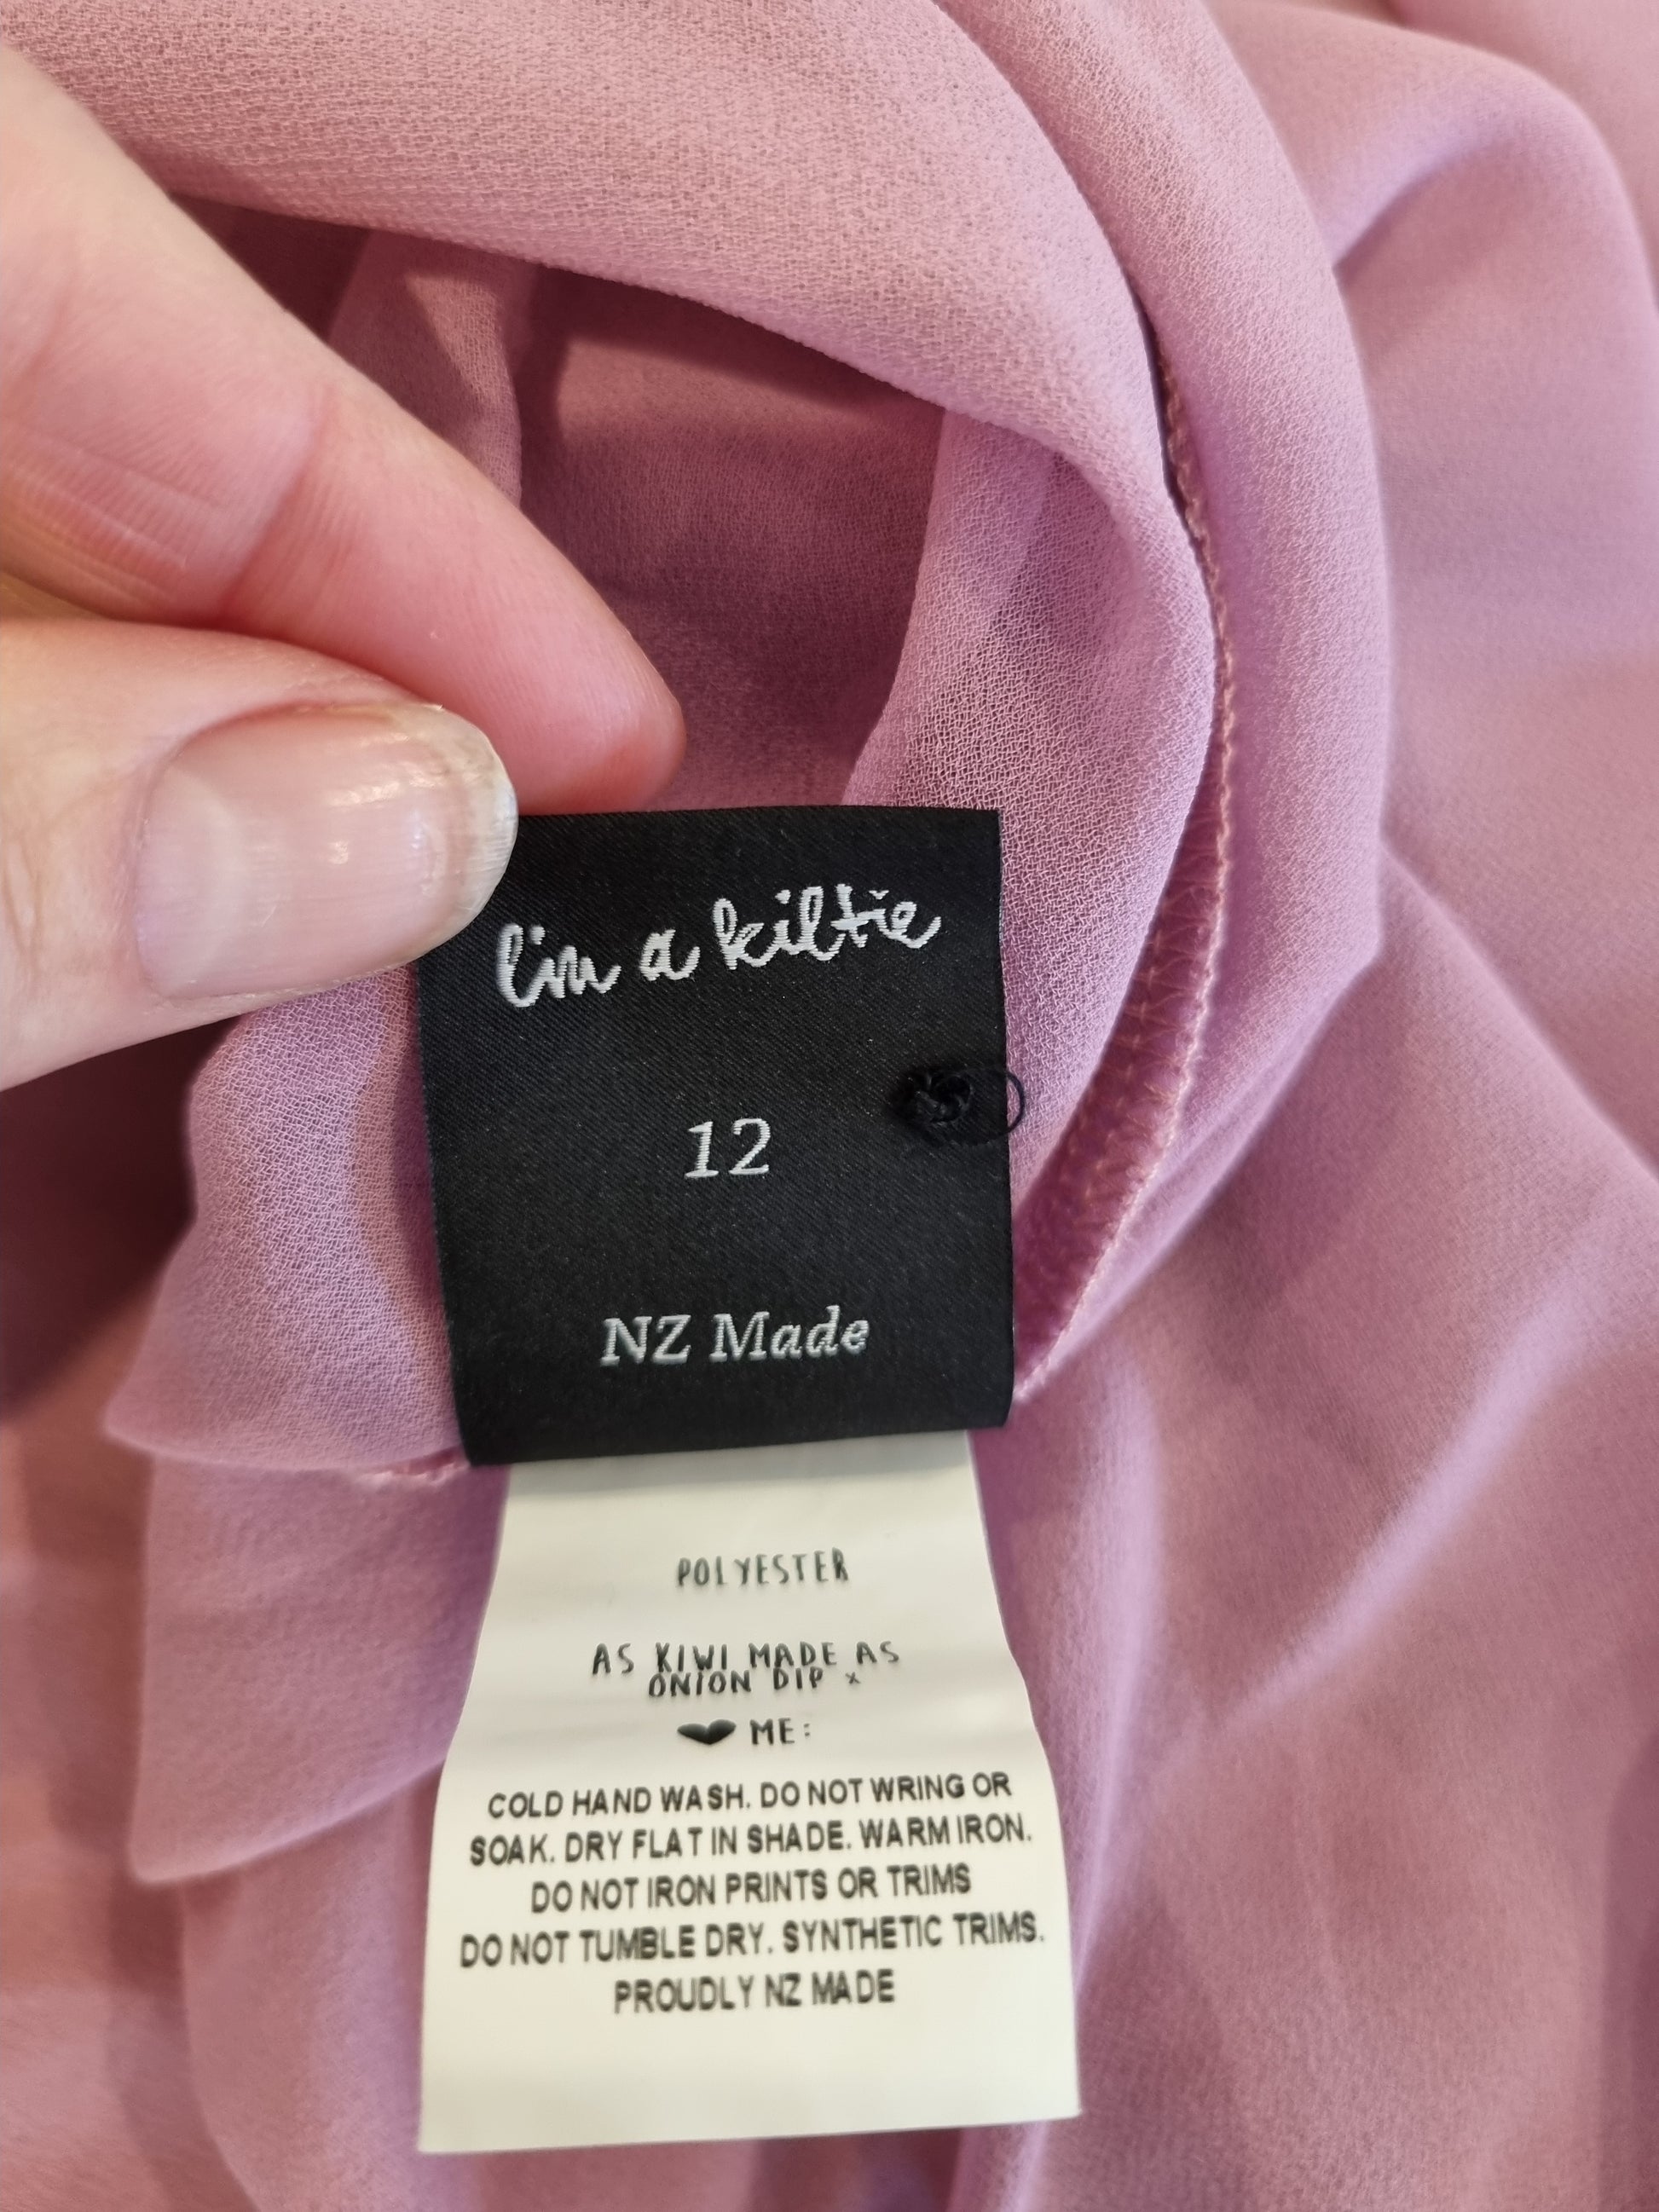 I'm a kiltie
12
NZ Made
POLYESTER
AS KIWI MADE AS
ONION DIP x
♥ ME:
COLD HAND WASH. DO NOT WRING OR
SOAK. DRY FLAT IN SHADE. WARM IRON.
DO NOT IRON PRINTS OR TRIMS
DO NOT TUMBLE DRY. SYNTHETIC TRIMS.
PROUDLY NZ MADE